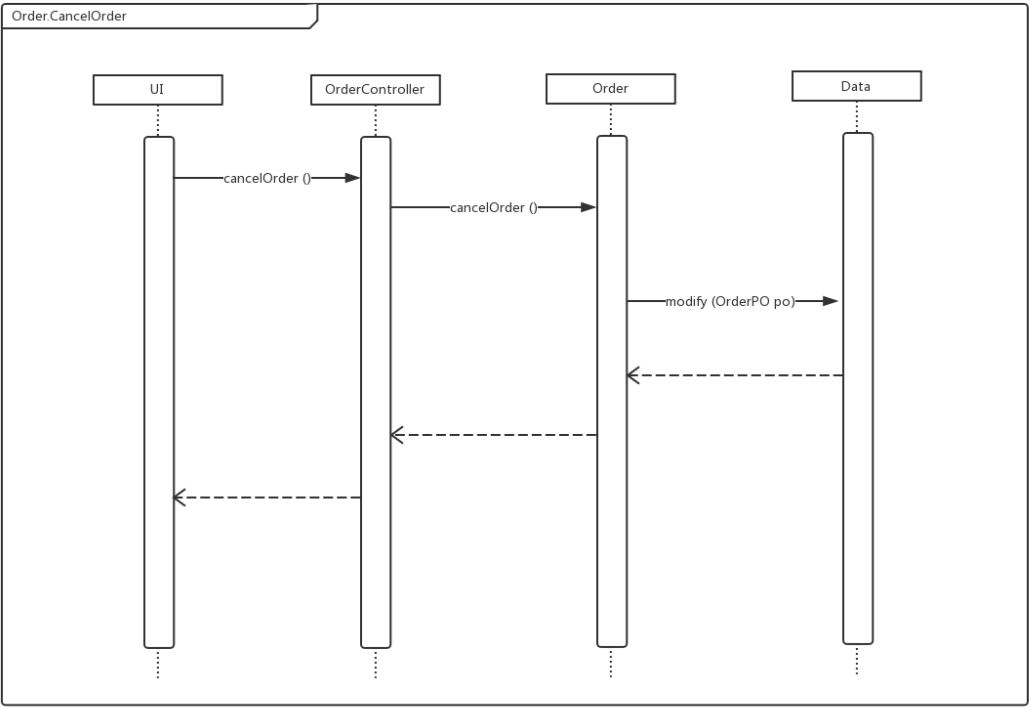 Order.CancelOrder
UI
OrderController
Order
Data
cancelOrder ()
cancelOrder ()
modify (OrderPO po)